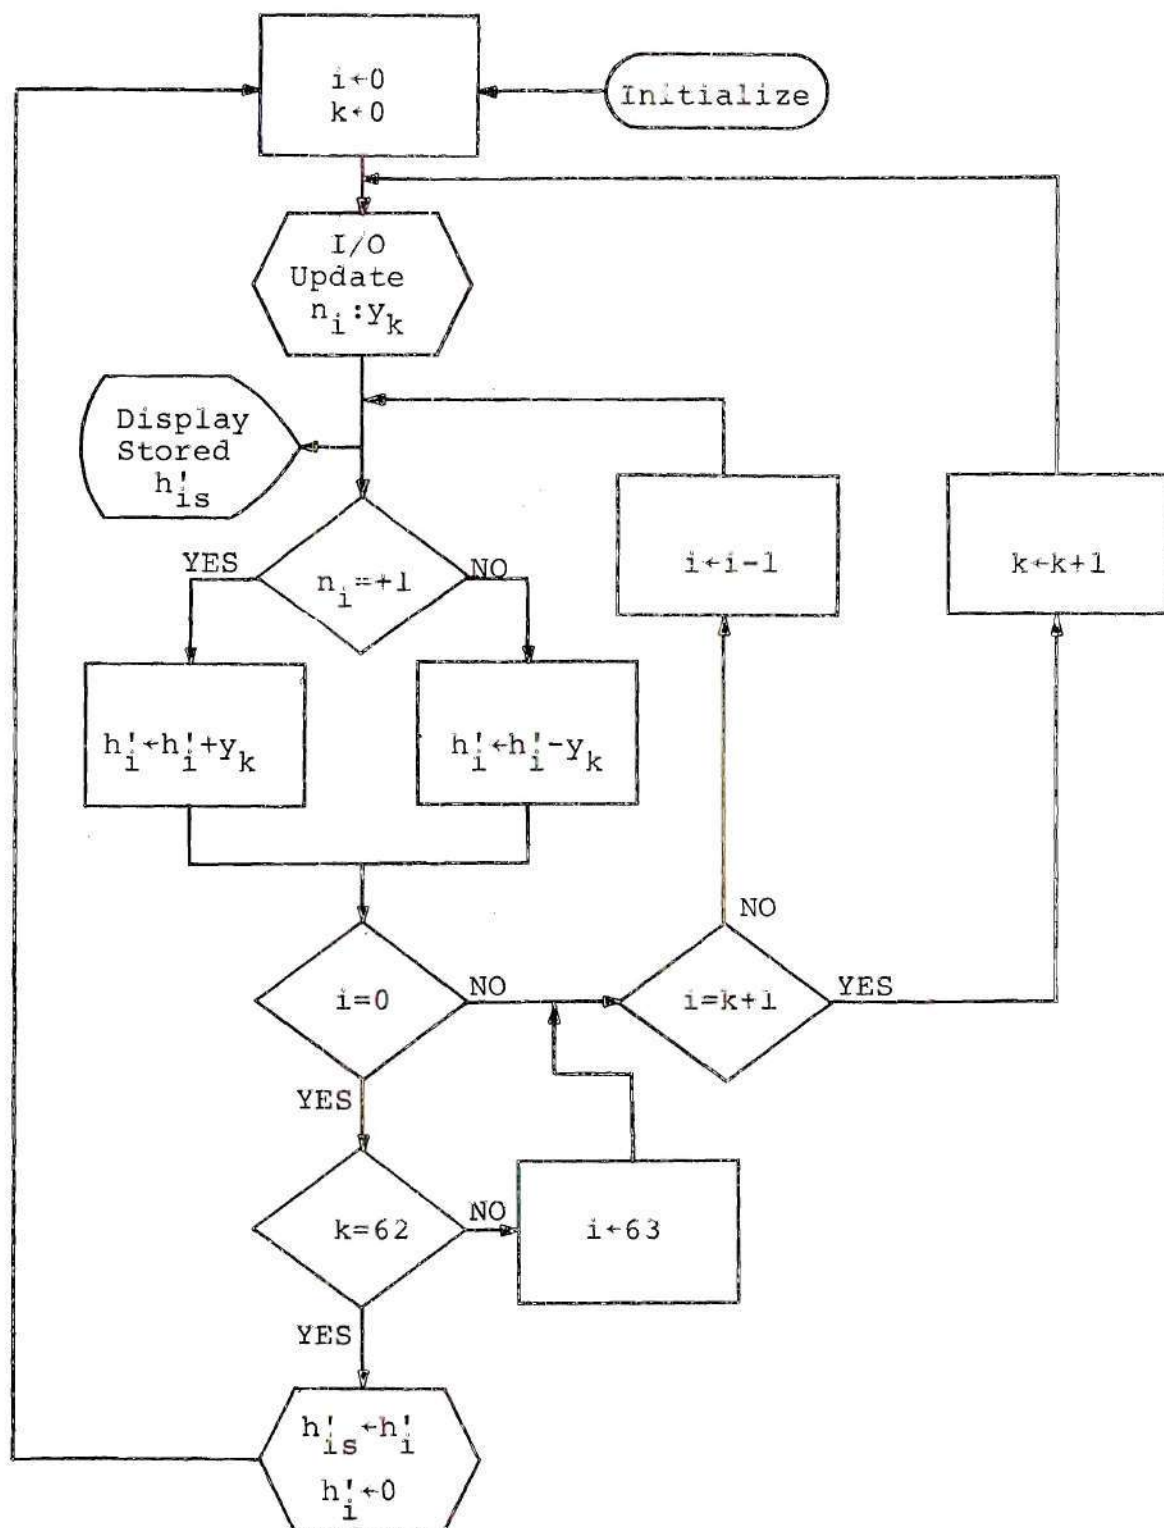 i←0
k←0
Initialize
I/O
Update
n_i:y_k
Display
Stored
h'_is
YES
n_i=+1
NO
i←i-1
k←k+1
h'_i←h'_i+y_k
h'_i←h'_i-y_k
NO
i=0
NO
i=k+1
YES
YES
k=62
NO
i←63
YES
h'_is←h'_i
h'_i←0